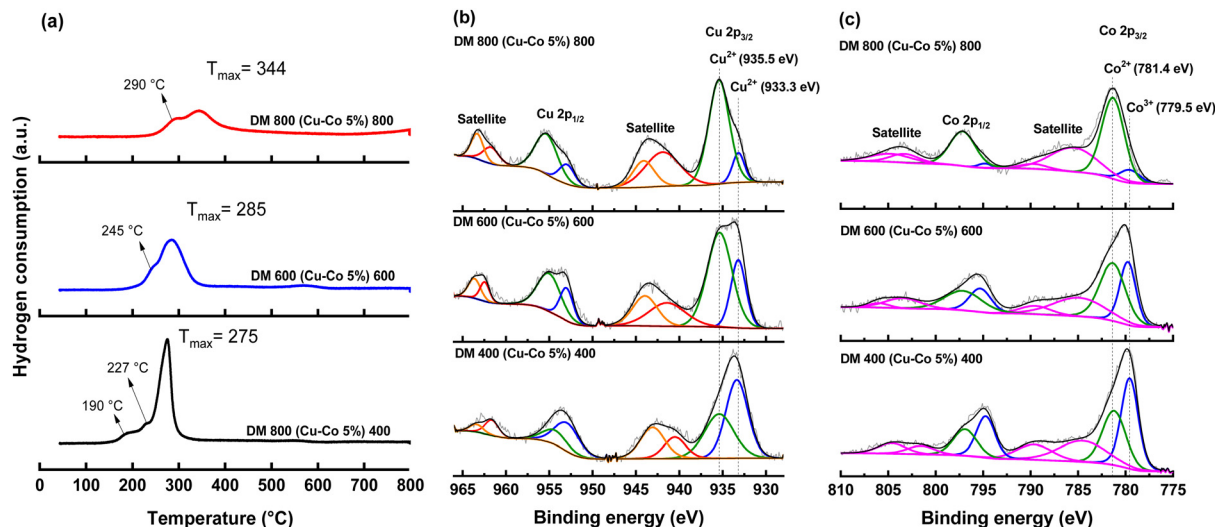 (a)
Hydrogen consumption (a.u.)
290 °C
Tmax= 344
DM 800 (Cu-Co 5%) 800
245 °C
Tmax= 285
DM 600 (Cu-Co 5%) 600
190 °C
227 °C
Tmax= 275
DM 800 (Cu-Co 5%) 400
0 100 200 300 400 500 600 700 800
Temperature (°C)
(b)
DM 800 (Cu-Co 5%) 800
Cu 2p3/2
Cu2+ (935.5 eV)
Cu2+ (933.3 eV)
Satellite
Cu 2p1/2
Satellite
DM 600 (Cu-Co 5%) 600
DM 400 (Cu-Co 5%) 400
965 960 955 950 945 940 935 930
Binding energy (eV)
(c)
DM 800 (Cu-Co 5%) 800
Co 2p3/2
Co2+ (781.4 eV)
Co3+ (779.5 eV)
Satellite
Co 2p1/2
Satellite
DM 600 (Cu-Co 5%) 600
DM 400 (Cu-Co 5%) 400
810 805 800 795 790 785 780 775
Binding energy (eV)